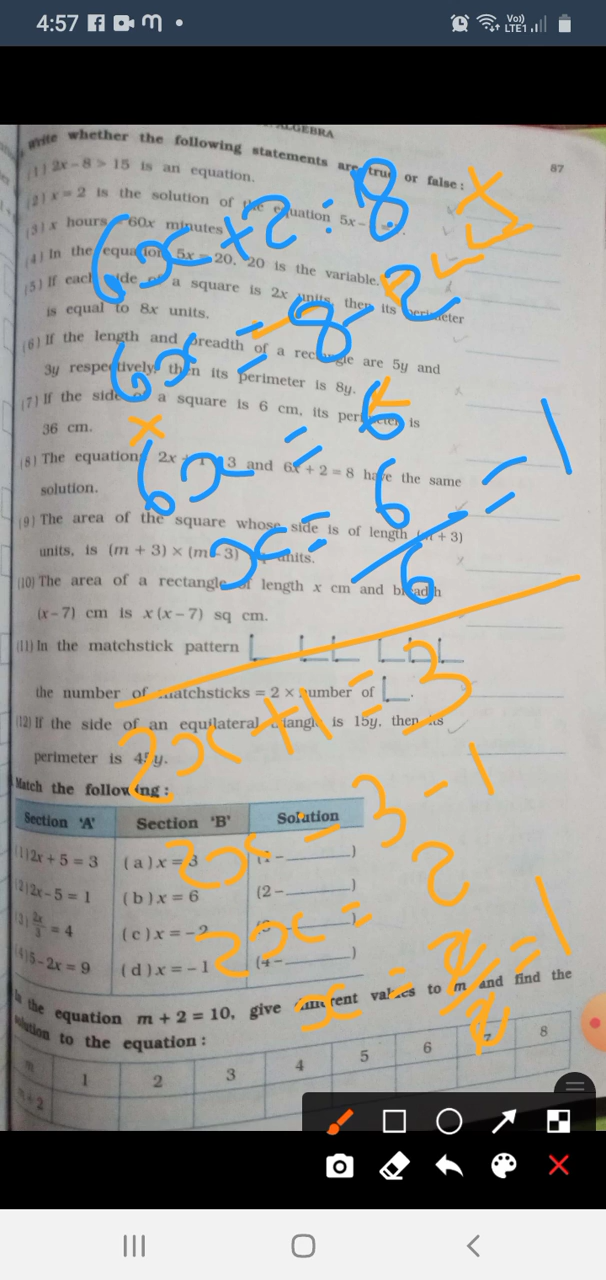 4:57
Vo)) LTE1
ALGEBRA
87
Write whether the following statements are true or false:
(1) 2x - 8 > 15 is an equation.
(2) x = 2 is the solution of the equation 5x -
(3) x hours 60x minutes
(4) In the equation 5x = 20, 20 is the variable.
(5) If each side of a square is 2x units, then its perimeter
is equal to 8x units.
(6) If the length and breadth of a rectangle are 5y and
3y respectively, then its perimeter is 8y.
(7) If the side of a square is 6 cm, its perimeter is
36 cm.
(8) The equation 2x + 1 3 and 6x + 2 = 8 have the same
solution.
(9) The area of the square whose side is of length (m + 3)
units, is (m + 3) × (m 3) units.
(10) The area of a rectangle of length x cm and breadth
(x - 7) cm is x (x - 7) sq cm.
(11) In the matchstick pattern
the number of matchsticks = 2 × number of
(12) If the side of an equilateral triangle is 15y, then its
perimeter is 45y.
Match the following:
Section 'A' Section 'B' Solution
(1) 2x + 5 = 3 (a) x = 3 (1 - )
(2) 2x - 5 = 1 (b) x = 6 (2 - )
(3) 2x/3 = 4 (c) x = -2 )
(4) 5 - 2x = 9 (d) x = -1 (4 - )
In the equation m + 2 = 10, give different values to m and find the
solution to the equation:
m 1 2 3 4 5 6 7 8
m + 2
6x + 2 = 8
6x = 8 - 2
6x = 6
6x = 6
x = 6/6 = 1
2x + 1 = 3
2x = 3 - 1
2x = 2
x = 2/2 = 1